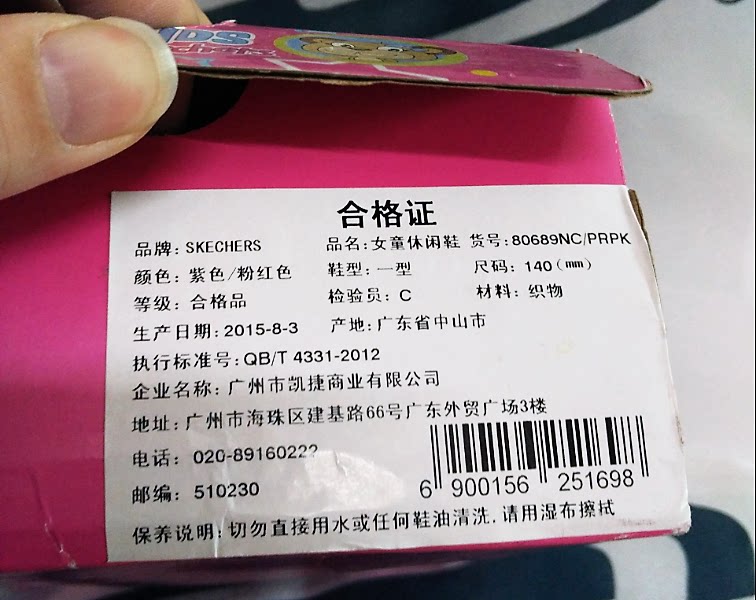 IDS
合格证
品牌: SKECHERS 品名: 女童休闲鞋 货号: 80689NC/PRPK
颜色: 紫色/粉红色 鞋型: 一型 尺码: 140 (mm)
等级: 合格品 检验员: C 材料: 织物
生产日期: 2015-8-3 产地: 广东省中山市
执行标准号: QB/T 4331-2012
企业名称: 广州市凯捷商业有限公司
地址: 广州市海珠区建基路66号广东外贸广场3楼
电话: 020-89160222
邮编: 510230
6 900156 251698
保养说明: 切勿直接用水或任何鞋油清洗. 请用湿布擦拭